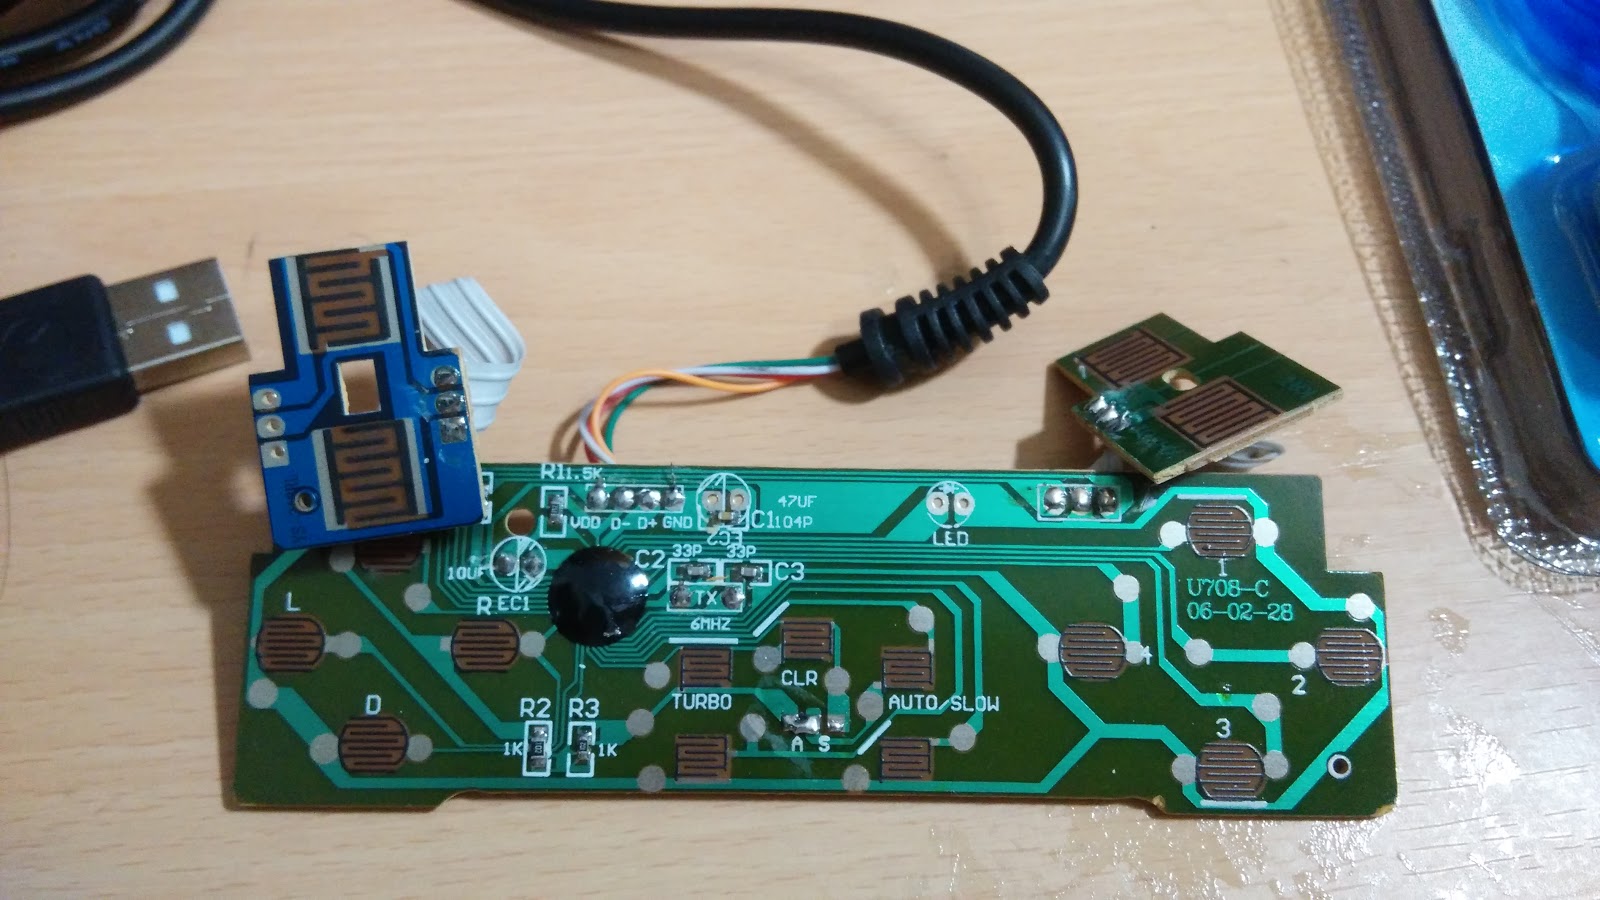 R1 1.5K
VDD D- D+ GND
47UF
C1 104P
EC2
LED
1
10UF
C2 33P 33P C3
EC1
TX
6MHZ
U708-C
06-02-28
L
R
4
2
CLR
TURBO
AUTO/SLOW
D
R2 R3
3
1K 1K
A S